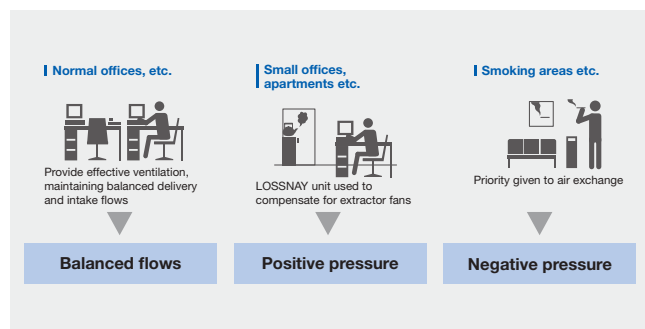 Normal offices, etc.
Provide effective ventilation,
maintaining balanced delivery
and intake flows
Balanced flows
Small offices,
apartments etc.
LOSSNAY unit used to
compensate for extractor fans
Positive pressure
Smoking areas etc.
Priority given to air exchange
Negative pressure